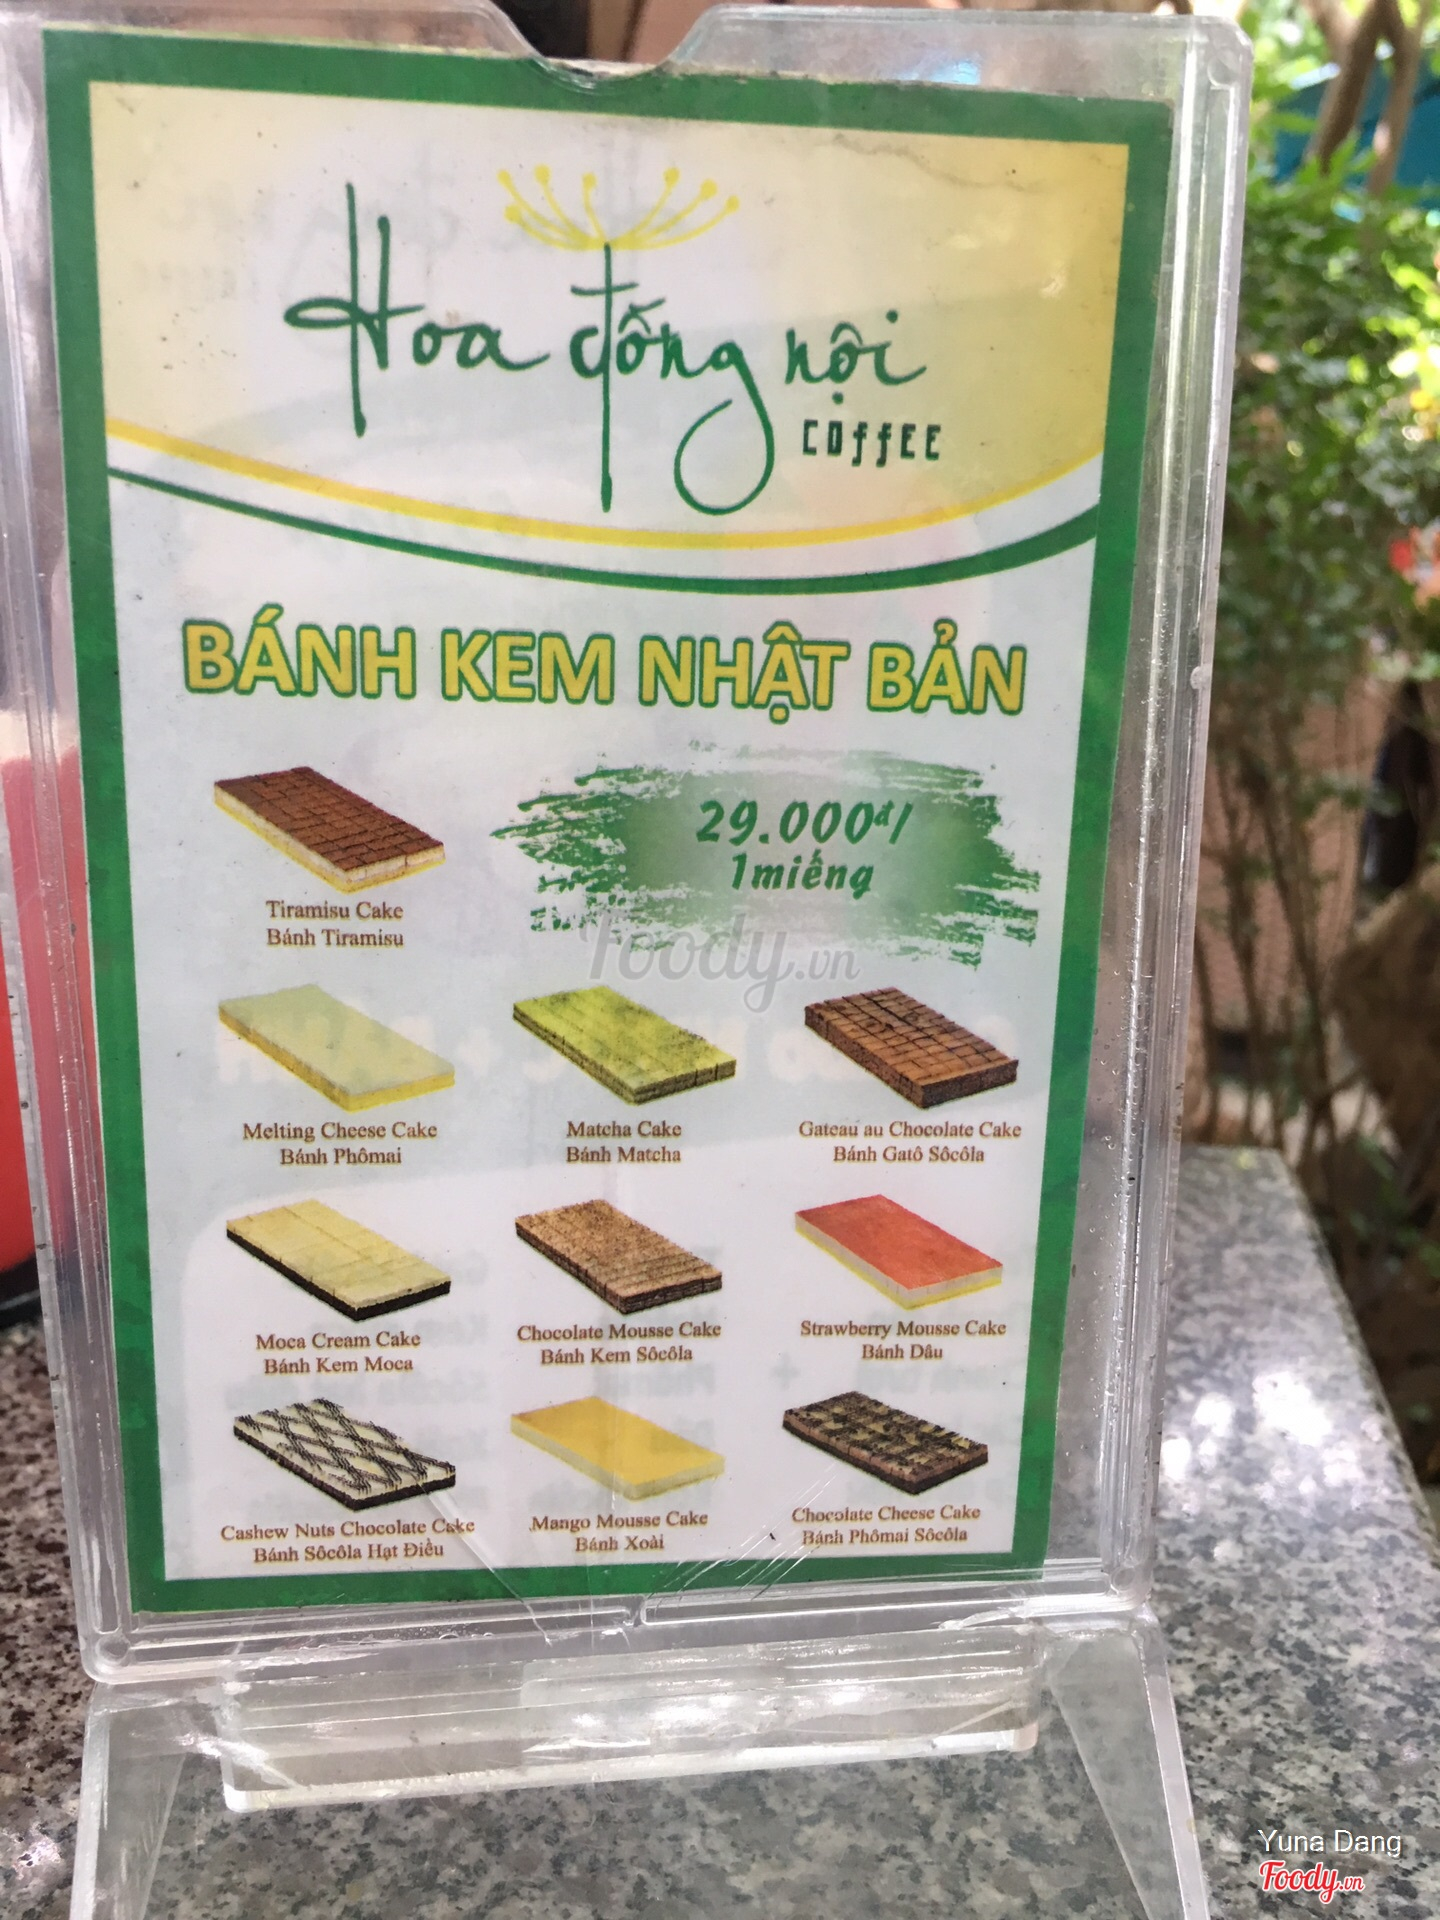 Hoa đống nội
COffEE
BÁNH KEM NHẬT BẢN
29.000đ/
1miếng
Tiramisu Cake
Bánh Tiramisu
Foody.vn
Melting Cheese Cake
Bánh Phômai
Matcha Cake
Bánh Matcha
Gateau au Chocolate Cake
Bánh Gatô Sôcôla
Moca Cream Cake
Bánh Kem Moca
Chocolate Mousse Cake
Bánh Kem Sôcôla
Strawberry Mousse Cake
Bánh Dâu
Cashew Nuts Chocolate Cake
Bánh Sôcôla Hạt Điều
Mango Mousse Cake
Bánh Xoài
Chocolate Cheese Cake
Bánh Phômai Sôcôla
Yuna Dang
Foody.vn